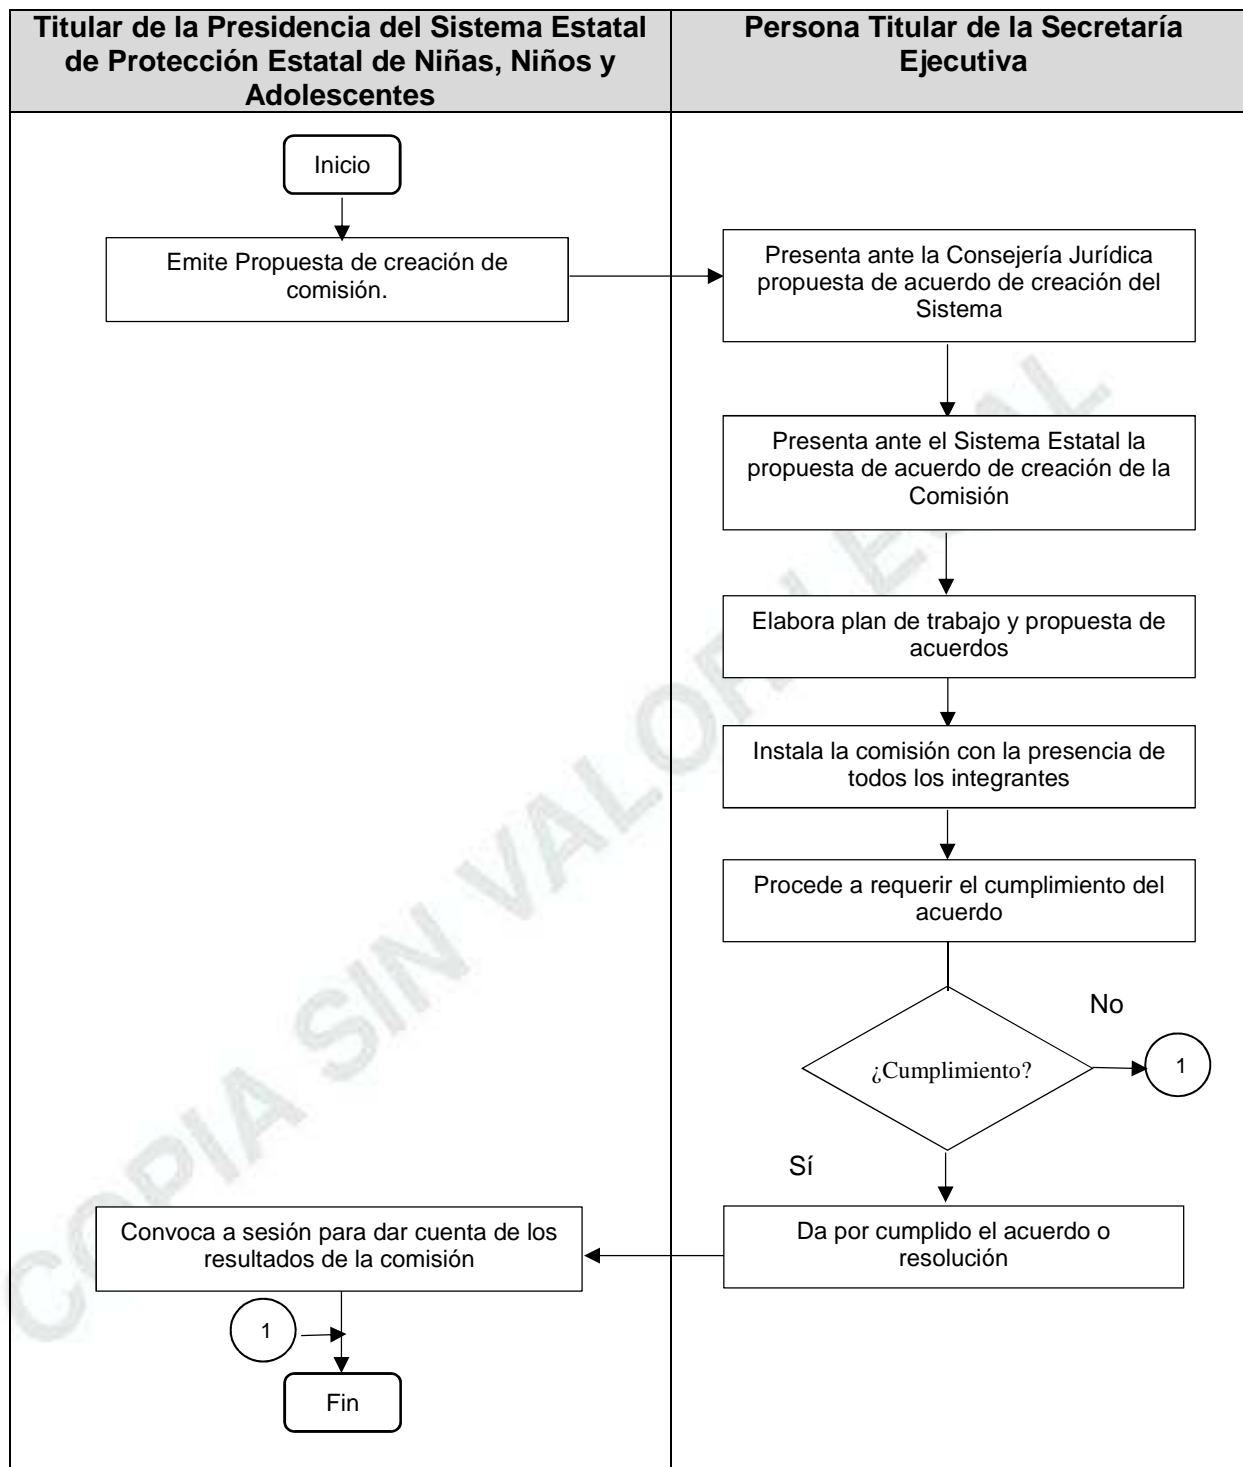 Titular de la Presidencia del Sistema Estatal
de Protección Estatal de Niñas, Niños y
Adolescentes
Persona Titular de la Secretaría
Ejecutiva
Inicio
Emite Propuesta de creación de
comisión.
Presenta ante la Consejería Jurídica
propuesta de acuerdo de creación del
Sistema
Presenta ante el Sistema Estatal la
propuesta de acuerdo de creación de la
Comisión
Elabora plan de trabajo y propuesta de
acuerdos
Instala la comisión con la presencia de
todos los integrantes
Procede a requerir el cumplimiento del
acuerdo
¿Cumplimiento?
No
1
Sí
Da por cumplido el acuerdo o
resolución
Convoca a sesión para dar cuenta de los
resultados de la comisión
1
Fin
COPIA SIN VALOR LEGAL